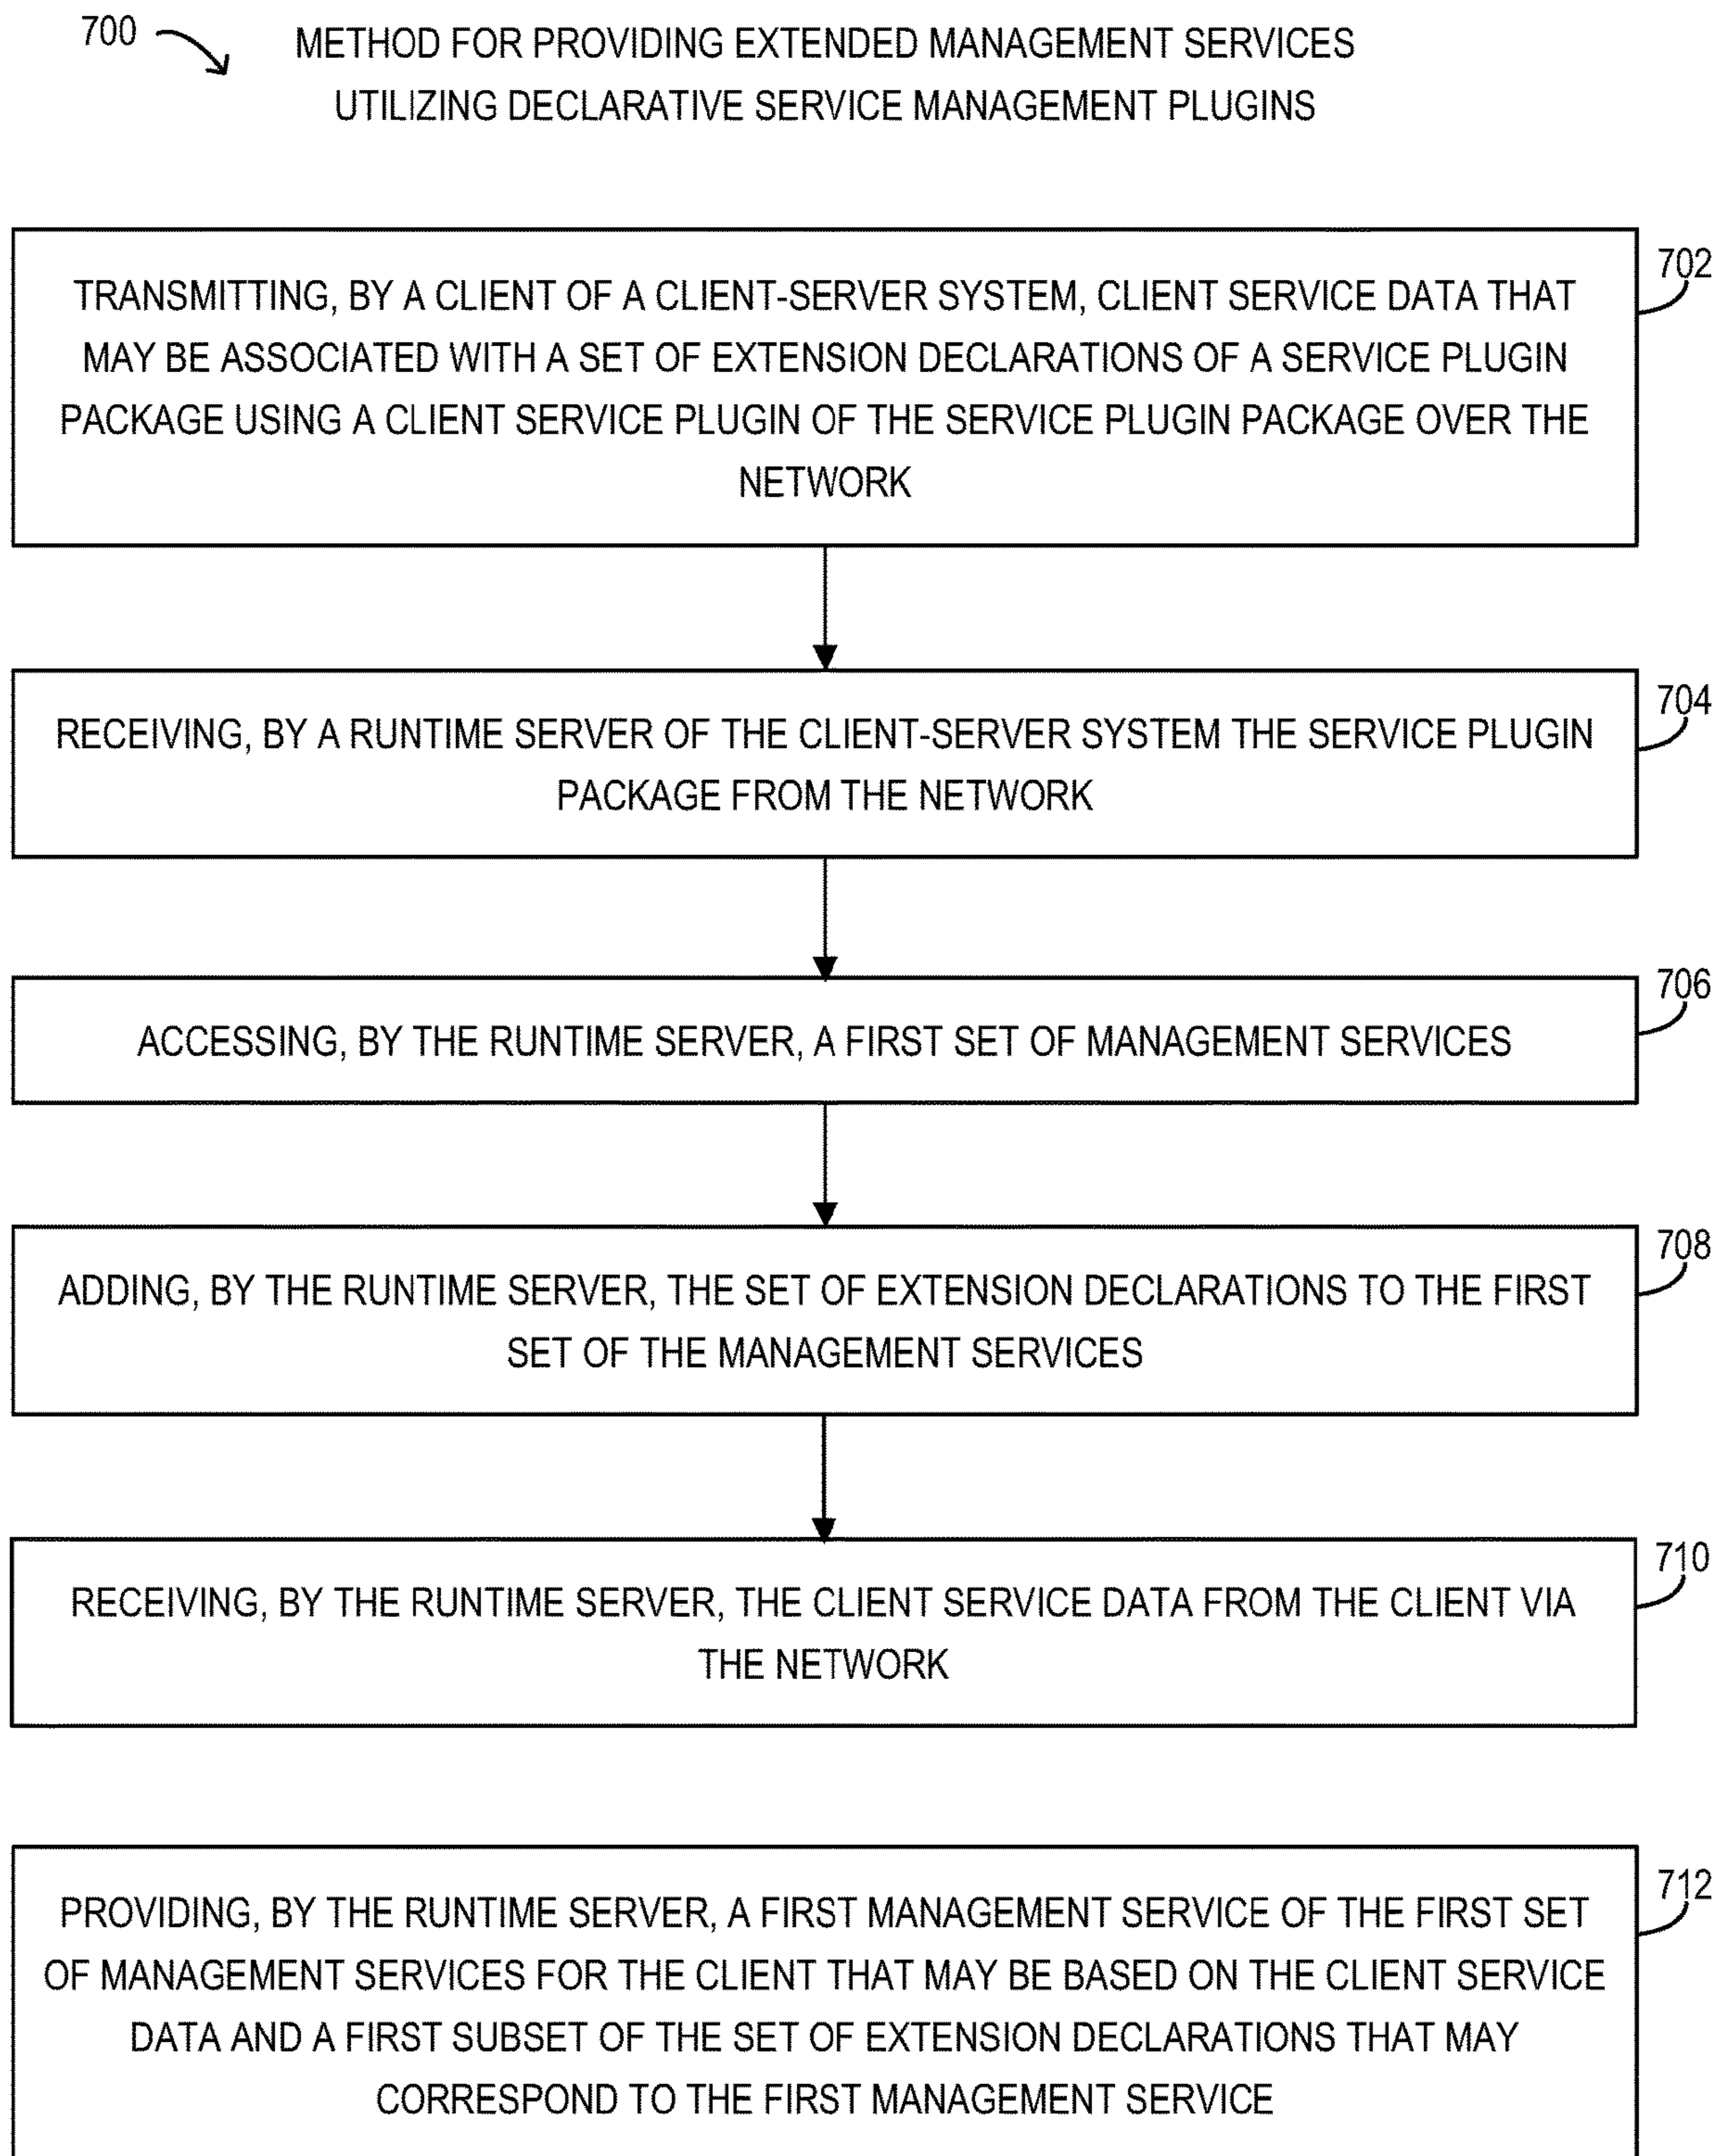 700
METHOD FOR PROVIDING EXTENDED MANAGEMENT SERVICES
UTILIZING DECLARATIVE SERVICE MANAGEMENT PLUGINS
702
TRANSMITTING, BY A CLIENT OF A CLIENT-SERVER SYSTEM, CLIENT SERVICE DATA THAT
MAY BE ASSOCIATED WITH A SET OF EXTENSION DECLARATIONS OF A SERVICE PLUGIN
PACKAGE USING A CLIENT SERVICE PLUGIN OF THE SERVICE PLUGIN PACKAGE OVER THE
NETWORK
704
RECEIVING, BY A RUNTIME SERVER OF THE CLIENT-SERVER SYSTEM THE SERVICE PLUGIN
PACKAGE FROM THE NETWORK
706
ACCESSING, BY THE RUNTIME SERVER, A FIRST SET OF MANAGEMENT SERVICES
708
ADDING, BY THE RUNTIME SERVER, THE SET OF EXTENSION DECLARATIONS TO THE FIRST
SET OF THE MANAGEMENT SERVICES
710
RECEIVING, BY THE RUNTIME SERVER, THE CLIENT SERVICE DATA FROM THE CLIENT VIA
THE NETWORK
712
PROVIDING, BY THE RUNTIME SERVER, A FIRST MANAGEMENT SERVICE OF THE FIRST SET
OF MANAGEMENT SERVICES FOR THE CLIENT THAT MAY BE BASED ON THE CLIENT SERVICE
DATA AND A FIRST SUBSET OF THE SET OF EXTENSION DECLARATIONS THAT MAY
CORRESPOND TO THE FIRST MANAGEMENT SERVICE